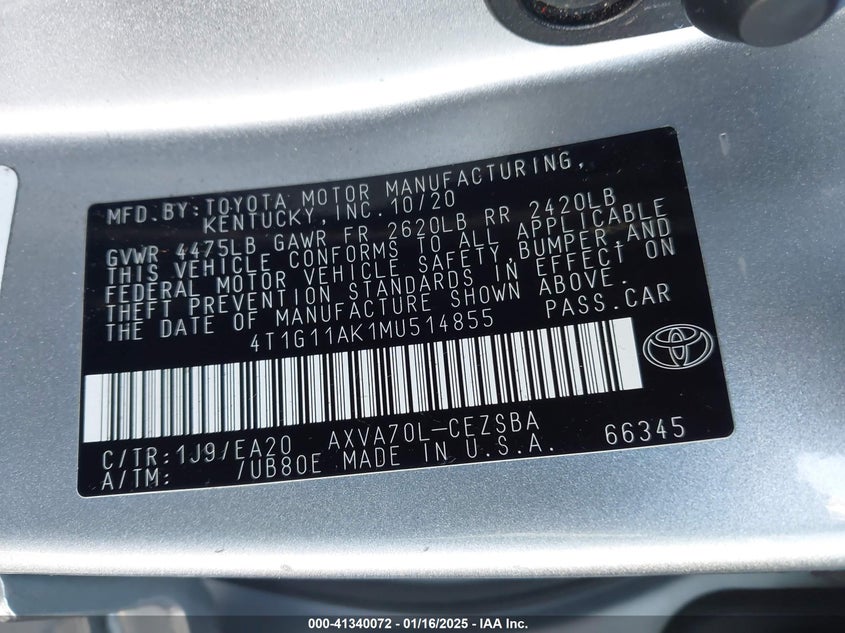 MFD. BY: TOYOTA MOTOR MANUFACTURING,
KENTUCKY, INC. 10/20
GVWR 4475LB GAWR FR 2620LB RR 2420LB
THIS VEHICLE CONFORMS TO ALL APPLICABLE
FEDERAL MOTOR VEHICLE SAFETY, BUMPER, AND
THEFT PREVENTION STANDARDS IN EFFECT ON
THE DATE OF MANUFACTURE SHOWN ABOVE.
4T1G11AK1MU514855 PASS.CAR
C/TR: 1J9/EA20 AXVA70L-CEZSBA
A/TM: /UB80E MADE IN U.S.A. 66345
000-41340072 - 01/16/2025 - IAA Inc.